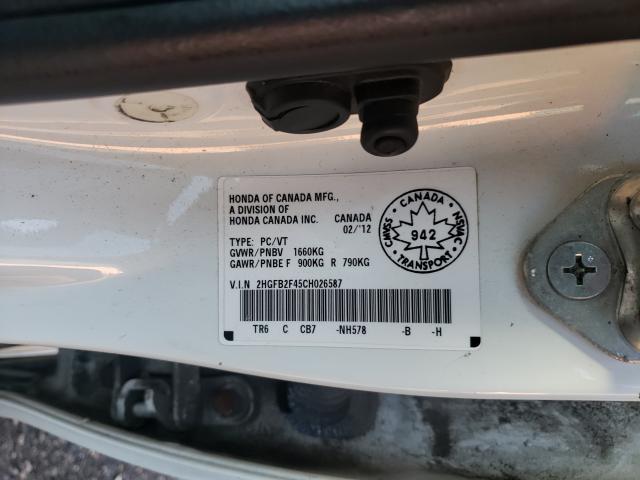 HONDA OF CANADA MFG.,
A DIVISION OF
HONDA CANADA INC. CANADA
02/'12
TYPE: PC/VT
GVWR/PNBV 1660KG
GAWR/PNBE F 900KG R 790KG
V.I.N 2HGFB2F45CH026587
TR6 C CB7 -NH578 -B -H
CANADA
CMVSS 942 NSVAC
TRANSPORT